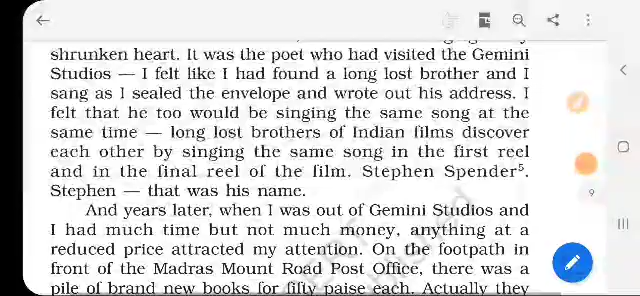 shrunken heart. It was the poet who had visited the Gemini
Studios — I felt like I had found a long lost brother and I
sang as I sealed the envelope and wrote out his address. I
felt that he too would be singing the same song at the
same time — long lost brothers of Indian films discover
each other by singing the same song in the first reel
and in the final reel of the film. Stephen Spender⁵.
Stephen — that was his name.
And years later, when I was out of Gemini Studios and
I had much time but not much money, anything at a
reduced price attracted my attention. On the footpath in
front of the Madras Mount Road Post Office, there was a
pile of brand new books for fifty paise each. Actually they
9